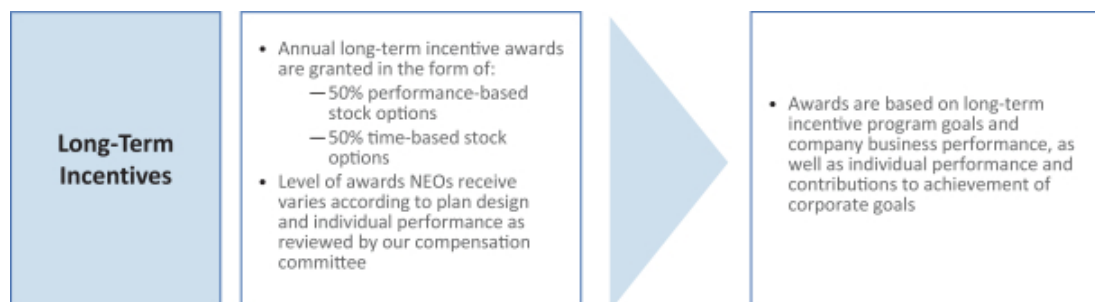 Long-Term
Incentives
• Annual long-term incentive awards
are granted in the form of:
—50% performance-based
stock options
—50% time-based stock
options
• Level of awards NEOs receive
varies according to plan design
and individual performance as
reviewed by our compensation
committee
• Awards are based on long-term
incentive program goals and
company business performance, as
well as individual performance and
contributions to achievement of
corporate goals